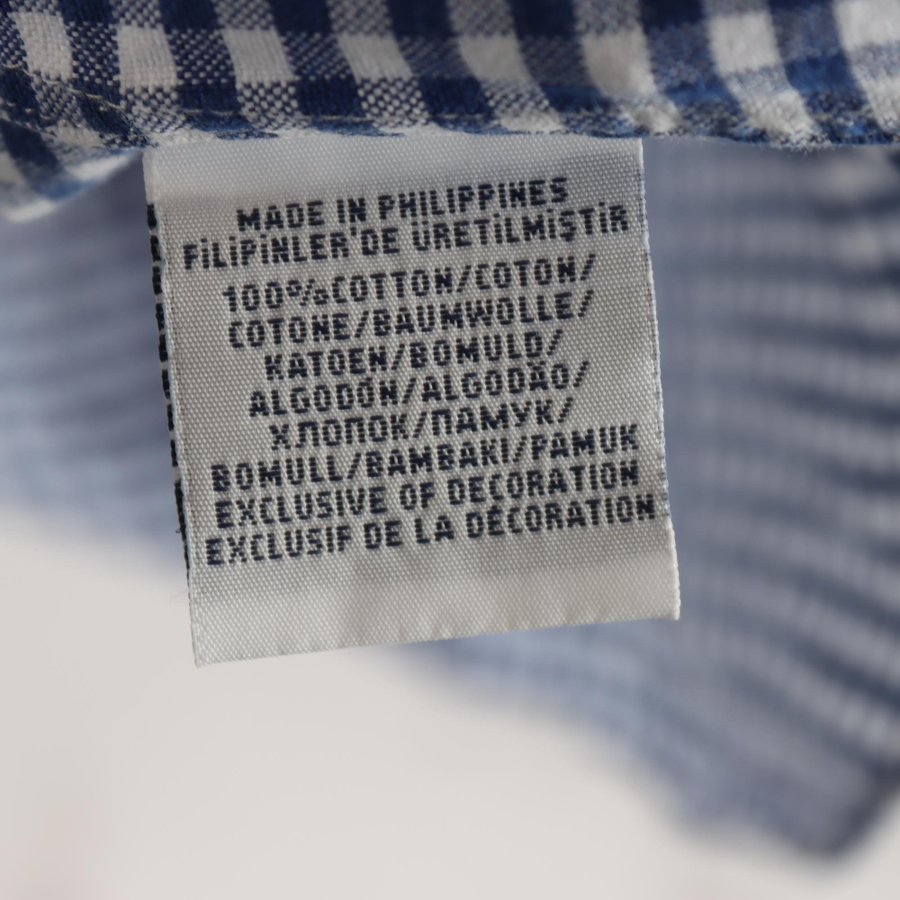 MADE IN PHILIPPINES
FİLİPİNLER'DE ÜRETİLMİŞTİR
100%COTTON/COTON/
COTONE/BAUMWOLLE/
KATOEN/BOMULD/
ALGODÓN/ALGODÃO/
ХЛОПОК/ПАМУК/
BOMULL/BAMBAKI/PAMUK
EXCLUSIVE OF DECORATION
EXCLUSIF DE LA DÉCORATION